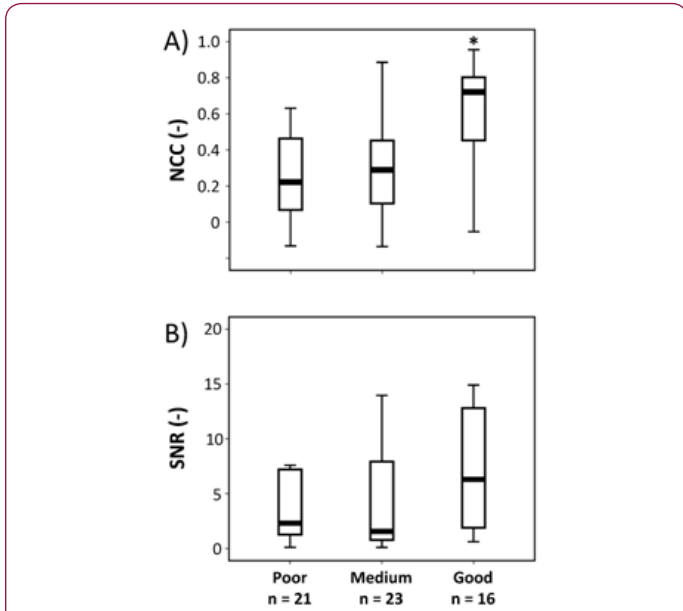 A)
*
1.0
0.8
0.6
0.4
0.2
0
NCC (-)
B)
20
15
10
5
0
SNR (-)
Poor Medium Good
n = 21 n = 23 n = 16